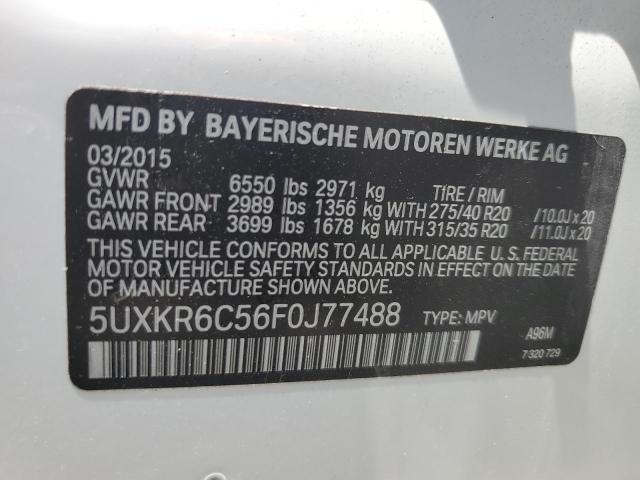 MFD BY BAYERISCHE MOTOREN WERKE AG
03/2015
GVWR 6550 lbs 2971 kg TIRE / RIM
GAWR FRONT 2989 lbs 1356 kg WITH 275/40 R20 /10.0J x 20
GAWR REAR 3699 lbs 1678 kg WITH 315/35 R20 /11.0J x 20
THIS VEHICLE CONFORMS TO ALL APPLICABLE U.S. FEDERAL
MOTOR VEHICLE SAFETY STANDARDS IN EFFECT ON THE DATE
OF MANUFACTURE SHOWN ABOVE.
5UXKR6C56F0J77488 TYPE: MPV
A96M
7 320 729